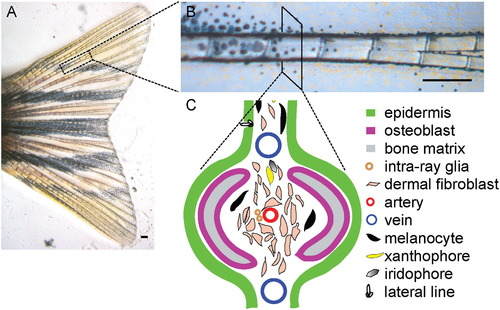 A
B
C
epidermis
osteoblast
bone matrix
intra-ray glia
dermal fibroblast
artery
vein
melanocyte
xanthophore
iridophore
lateral line